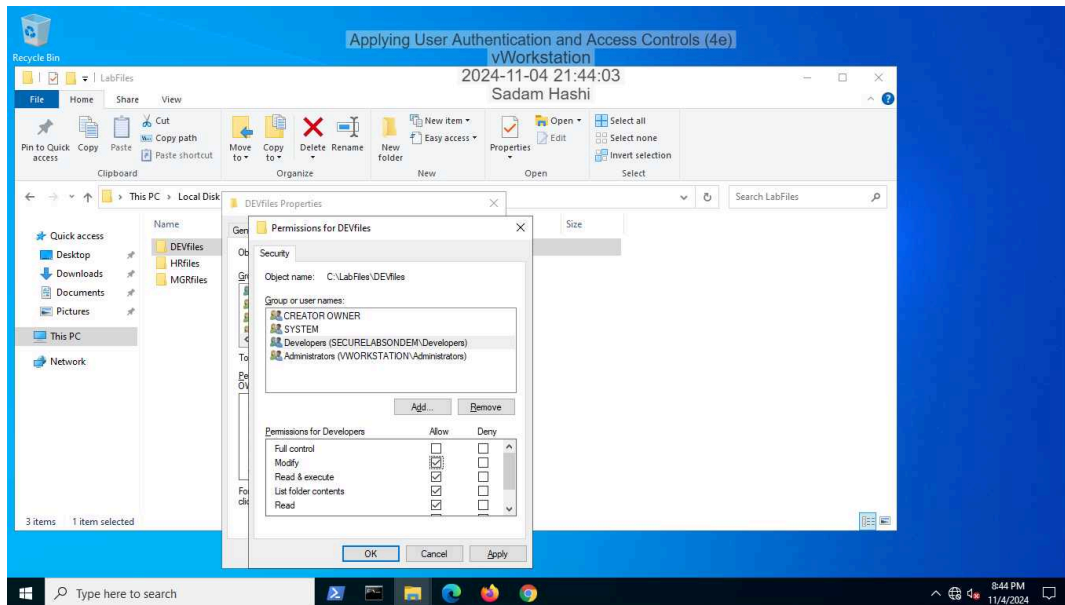 Recycle Bin
Applying User Authentication and Access Controls (4e)
vWorkstation
2024-11-04 21:44:03
Sadam Hashi
LabFiles
File Home Share View
Pin to Quick access
Copy
Paste
Cut
Copy path
Paste shortcut
Clipboard
Move to
Copy to
Delete
Rename
Organize
New folder
New item
Easy access
New
Properties
Open
Edit
Open
Select all
Select none
Invert selection
Select
This PC > Local Disk
Search LabFiles
Name
Size
Quick access
Desktop
Downloads
Documents
Pictures
This PC
Network
DEVfiles
HRfiles
MGRfiles
DEVfiles Properties
Gen
Ob
To
Permissions for DEVfiles
Security
Object name: C:\LabFiles\DEVfiles
Group or user names:
CREATOR OWNER
SYSTEM
Developers (SECURELABSONDEM\Developers)
Administrators (VWORKSTATION\Administrators)
Add... Remove
Permissions for Developers Allow Deny
Full control
Modify
Read & execute
List folder contents
Read
OK Cancel Apply
3 items 1 item selected
Type here to search
8:44 PM
11/4/2024